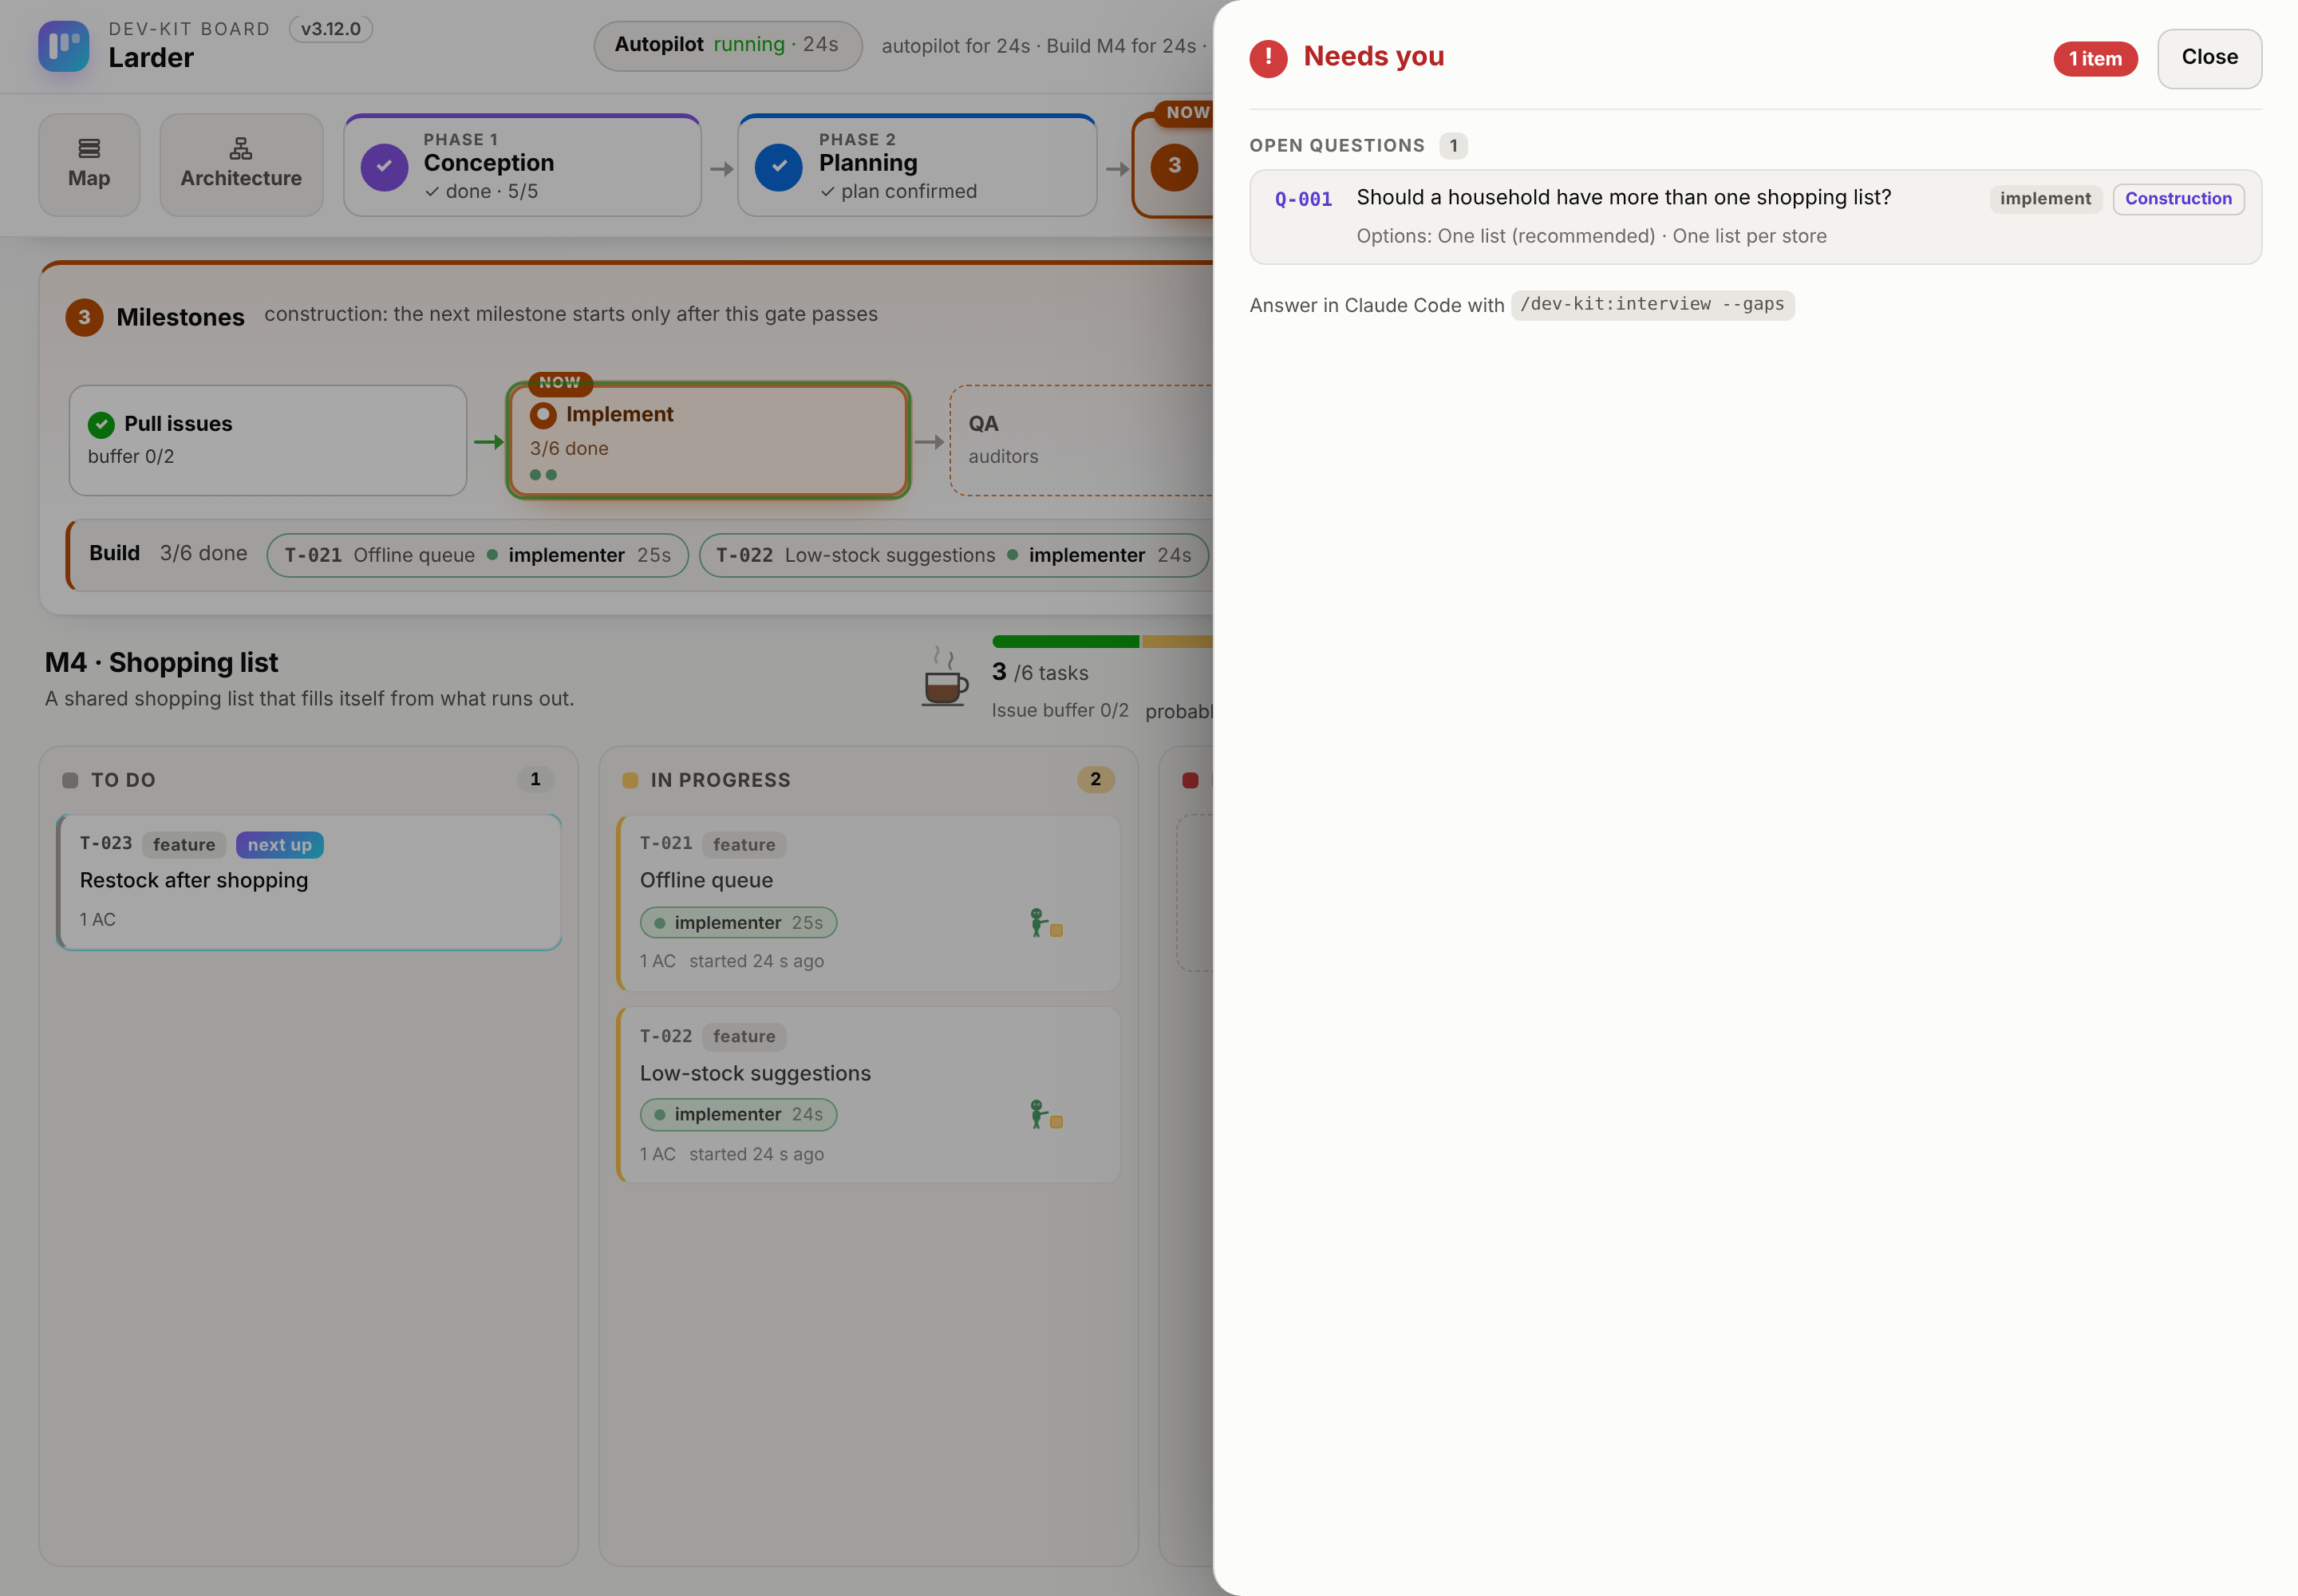 DEV-KIT BOARD v3.12.0
Larder
Autopilot running · 24s
autopilot for 24s · Build M4 for 24s ·
Map
Architecture
PHASE 1
Conception
✓ done · 5/5
PHASE 2
Planning
✓ plan confirmed
NOW
3
3 Milestones construction: the next milestone starts only after this gate passes
Pull issues
buffer 0/2
NOW
Implement
3/6 done
QA
auditors
Build 3/6 done T-021 Offline queue implementer 25s T-022 Low-stock suggestions implementer 24s
M4 · Shopping list
A shared shopping list that fills itself from what runs out.
3 /6 tasks
Issue buffer 0/2
TO DO 1
T-023 feature next up
Restock after shopping
1 AC
IN PROGRESS 2
T-021 feature
Offline queue
implementer 25s
1 AC started 24 s ago
T-022 feature
Low-stock suggestions
implementer 24s
1 AC started 24 s ago
! Needs you 1 item Close
OPEN QUESTIONS 1
Q-001 Should a household have more than one shopping list? implement Construction
Options: One list (recommended) · One list per store
Answer in Claude Code with /dev-kit:interview --gaps